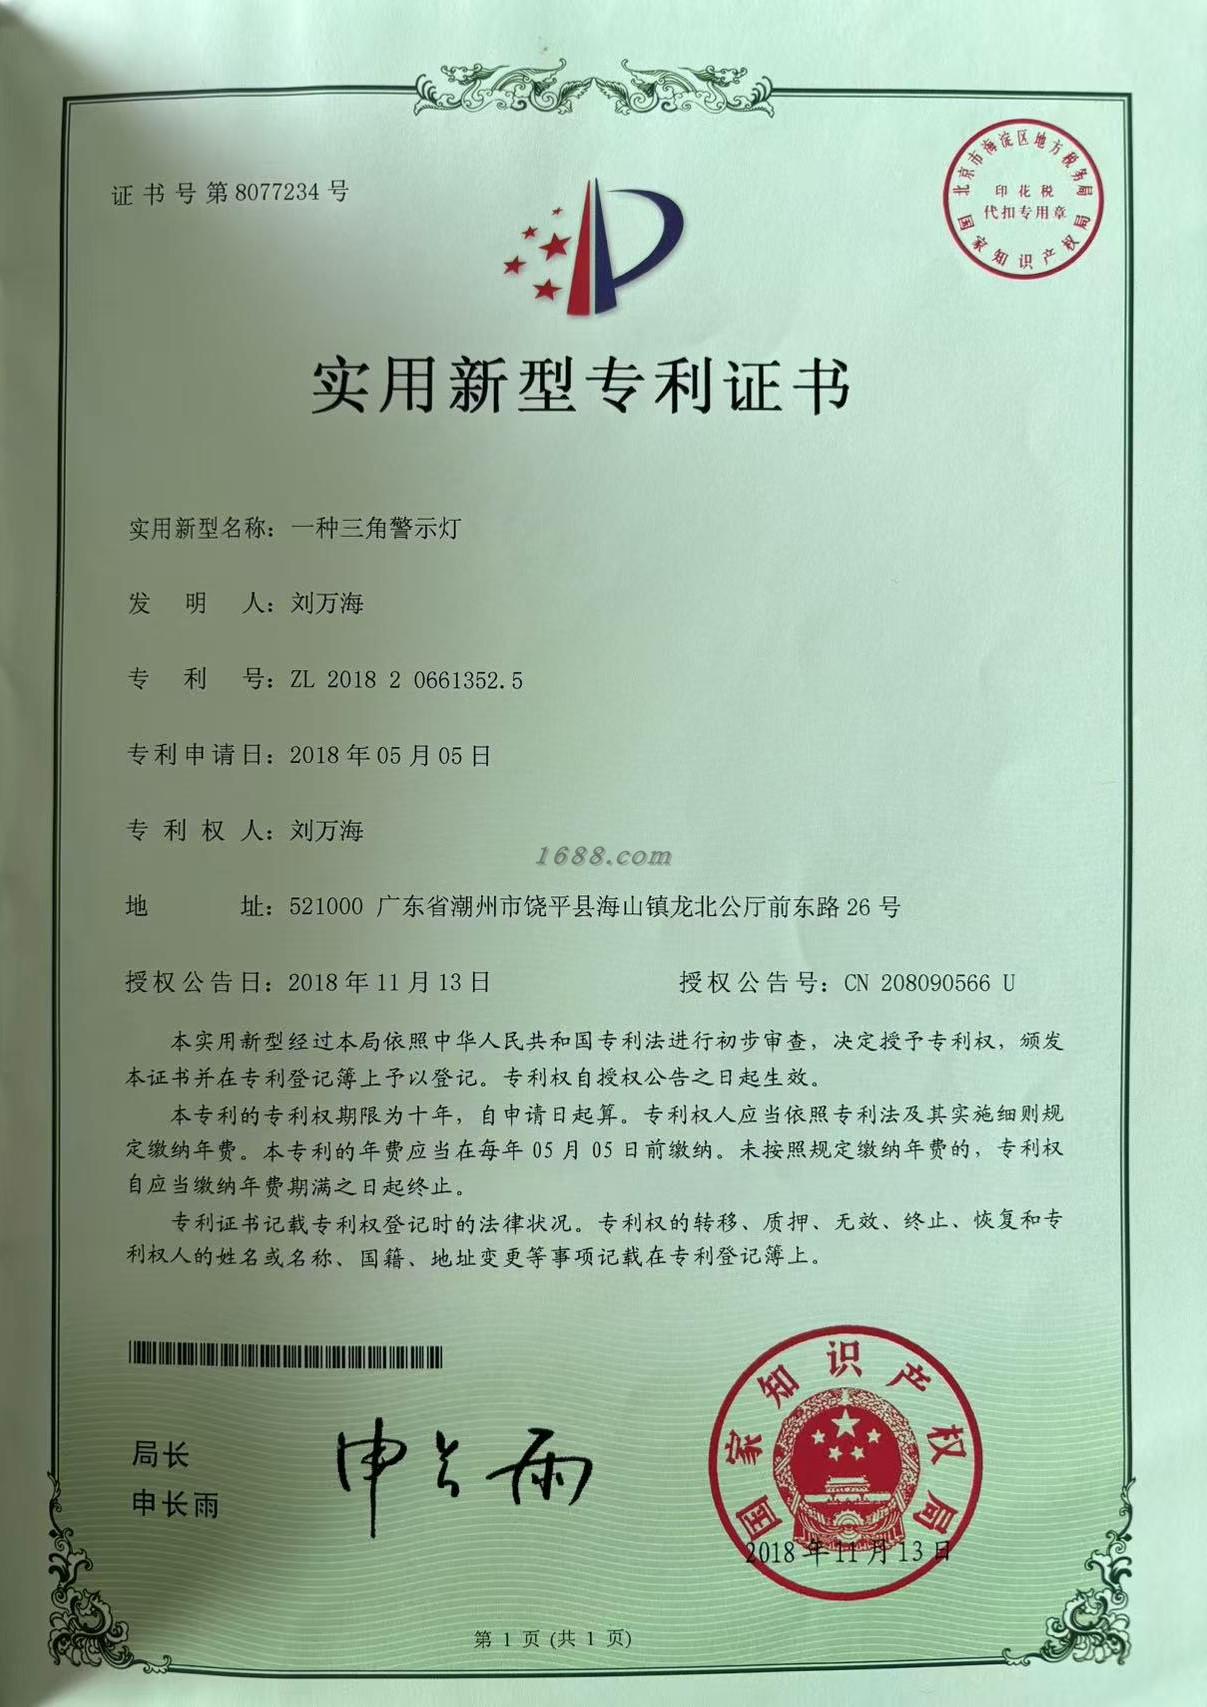 证书号第8077234号
北京市海淀区地方税务局
印花税
代扣专用章
国家知识产权局
实用新型专利证书
实用新型名称：一种三角警示灯
发明人：刘万海
专利号：ZL 2018 2 0661352.5
专利申请日：2018年05月05日
专利权人：刘万海
1688.com
地址：521000 广东省潮州市饶平县海山镇龙北公厅前东路26号
授权公告日：2018年11月13日 授权公告号：CN 208090566 U
本实用新型经过本局依照中华人民共和国专利法进行初步审查，决定授予专利权，颁发
本证书并在专利登记簿上予以登记。专利权自授权公告之日起生效。
本专利的专利权期限为十年，自申请日起算。专利权人应当依照专利法及其实施细则规
定缴纳年费。本专利的年费应当在每年05月05日前缴纳。未按照规定缴纳年费的，专利权
自应当缴纳年费期满之日起终止。
专利证书记载专利权登记时的法律状况。专利权的转移、质押、无效、终止、恢复和专
利权人的姓名或名称、国籍、地址变更等事项记载在专利登记簿上。
局长
申长雨
申长雨
国家知识产权局
2018年11月13日
第1页(共1页)